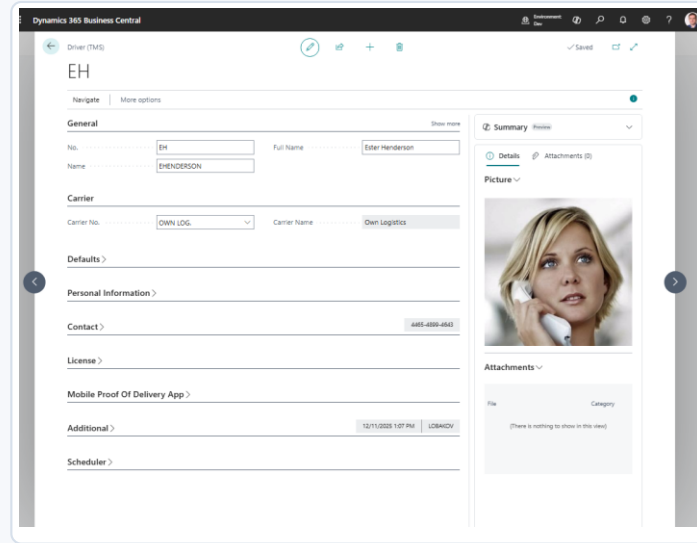 Dynamics 365 Business Central
Environment:
Dev
Driver (TMS)
Saved
EH
Navigate
More options
General
Show more
No.
EH
Full Name
Ester Henderson
Name
EHENDERSON
Carrier
Carrier No.
OWN LOG.
Carrier Name
Own Logistics
Defaults
Personal Information
Contact
4465-4899-4643
License
Mobile Proof Of Delivery App
Additional
12/11/2023 1:07 PM
LOBAKOV
Scheduler
Summary
Preview
Details
Attachments (0)
Picture
Attachments
File
Category
(There is nothing to show in this view)